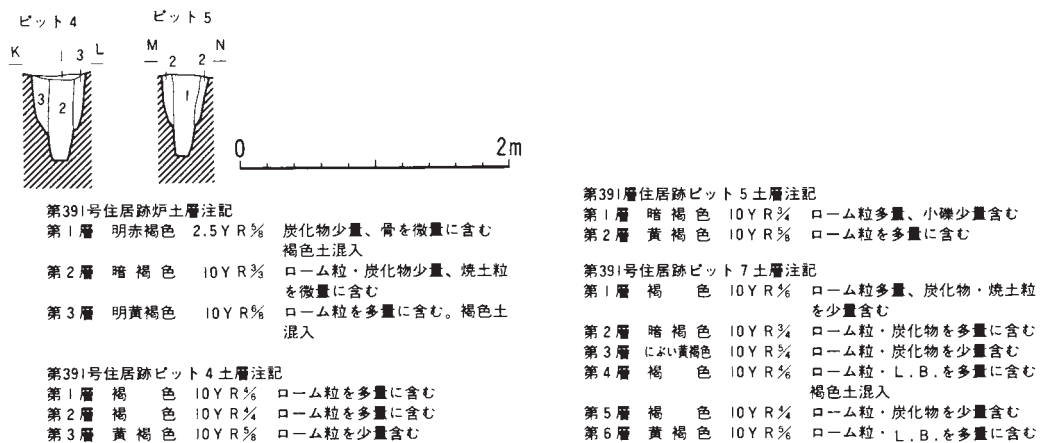 ピット4
ピット5
K 1 3 L
M 2 2 N
3 2
1
0 2m
第391号住居跡炉土層注記
第1層 明赤褐色 2.5YR5/8 炭化物少量、骨を微量に含む
褐色土混入
第2層 暗褐色 10YR3/3 ローム粒・炭化物少量、焼土粒
を微量に含む
第3層 明黄褐色 10YR6/8 ローム粒を多量に含む。褐色土
混入
第391号住居跡ピット4土層注記
第1層 褐色 10YR4/6 ローム粒を多量に含む
第2層 褐色 10YR4/4 ローム粒を多量に含む
第3層 黄褐色 10YR5/8 ローム粒を少量含む
第391層住居跡ピット5土層注記
第1層 暗褐色 10YR3/4 ローム粒多量、小礫少量含む
第2層 黄褐色 10YR5/8 ローム粒を多量に含む
第391号住居跡ピット7土層注記
第1層 褐色 10YR4/6 ローム粒多量、炭化物・焼土粒
を少量含む
第2層 暗褐色 10YR3/4 ローム粒・炭化物を多量に含む
第3層 にぶい黄褐色 10YR5/4 ローム粒・炭化物を少量含む
第4層 褐色 10YR4/6 ローム粒・L.B.を多量に含む
褐色土混入
第5層 褐色 10YR4/4 ローム粒・炭化物を少量含む
第6層 黄褐色 10YR5/8 ローム粒・L.B.を多量に含む